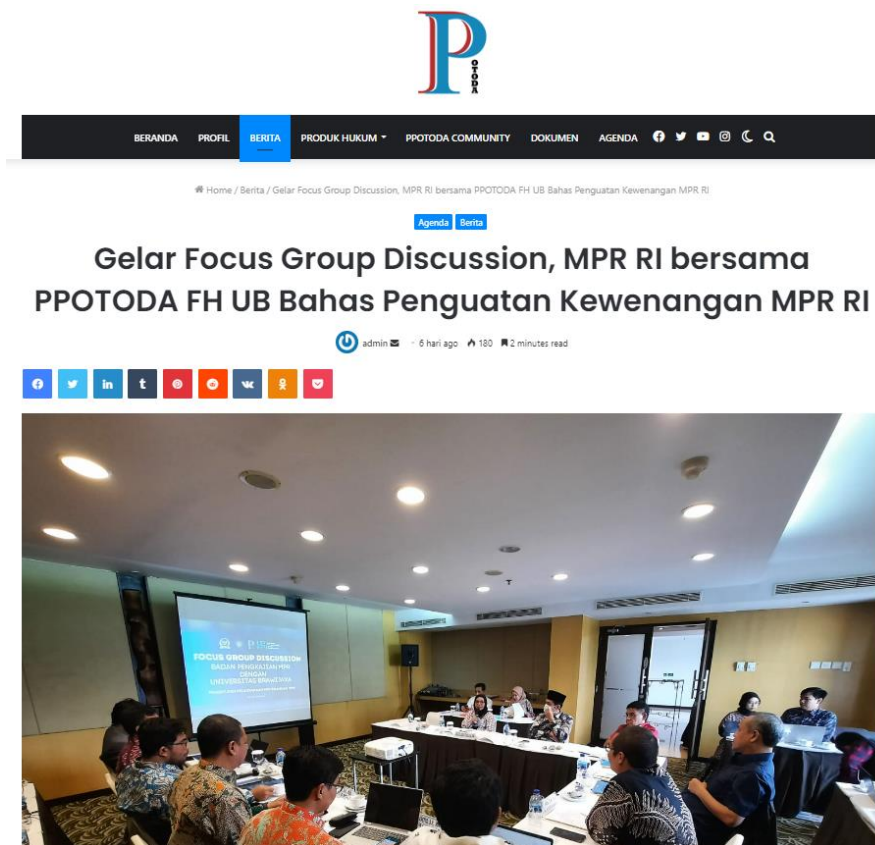 P
OTODA
BERANDA PROFIL BERITA PRODUK HUKUM PPOTODA COMMUNITY DOKUMEN AGENDA
Home / Berita / Gelar Focus Group Discussion, MPR RI bersama PPOTODA FH UB Bahas Penguatan Kewenangan MPR RI
Agenda Berita
Gelar Focus Group Discussion, MPR RI bersama
PPOTODA FH UB Bahas Penguatan Kewenangan MPR RI
admin 6 hari ago 180 2 minutes read
FOCUS GROUP DISCUSSION
BADAN PENGKAJIAN MPR
DENGAN
UNIVERSITAS BRAWIJAYA